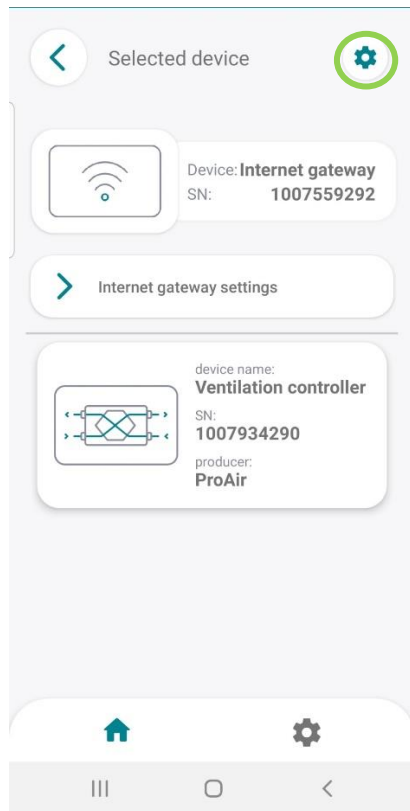 Selected device
Device: Internet gateway
SN: 1007559292
Internet gateway settings
device name:
Ventilation controller
SN:
1007934290
producer:
ProAir